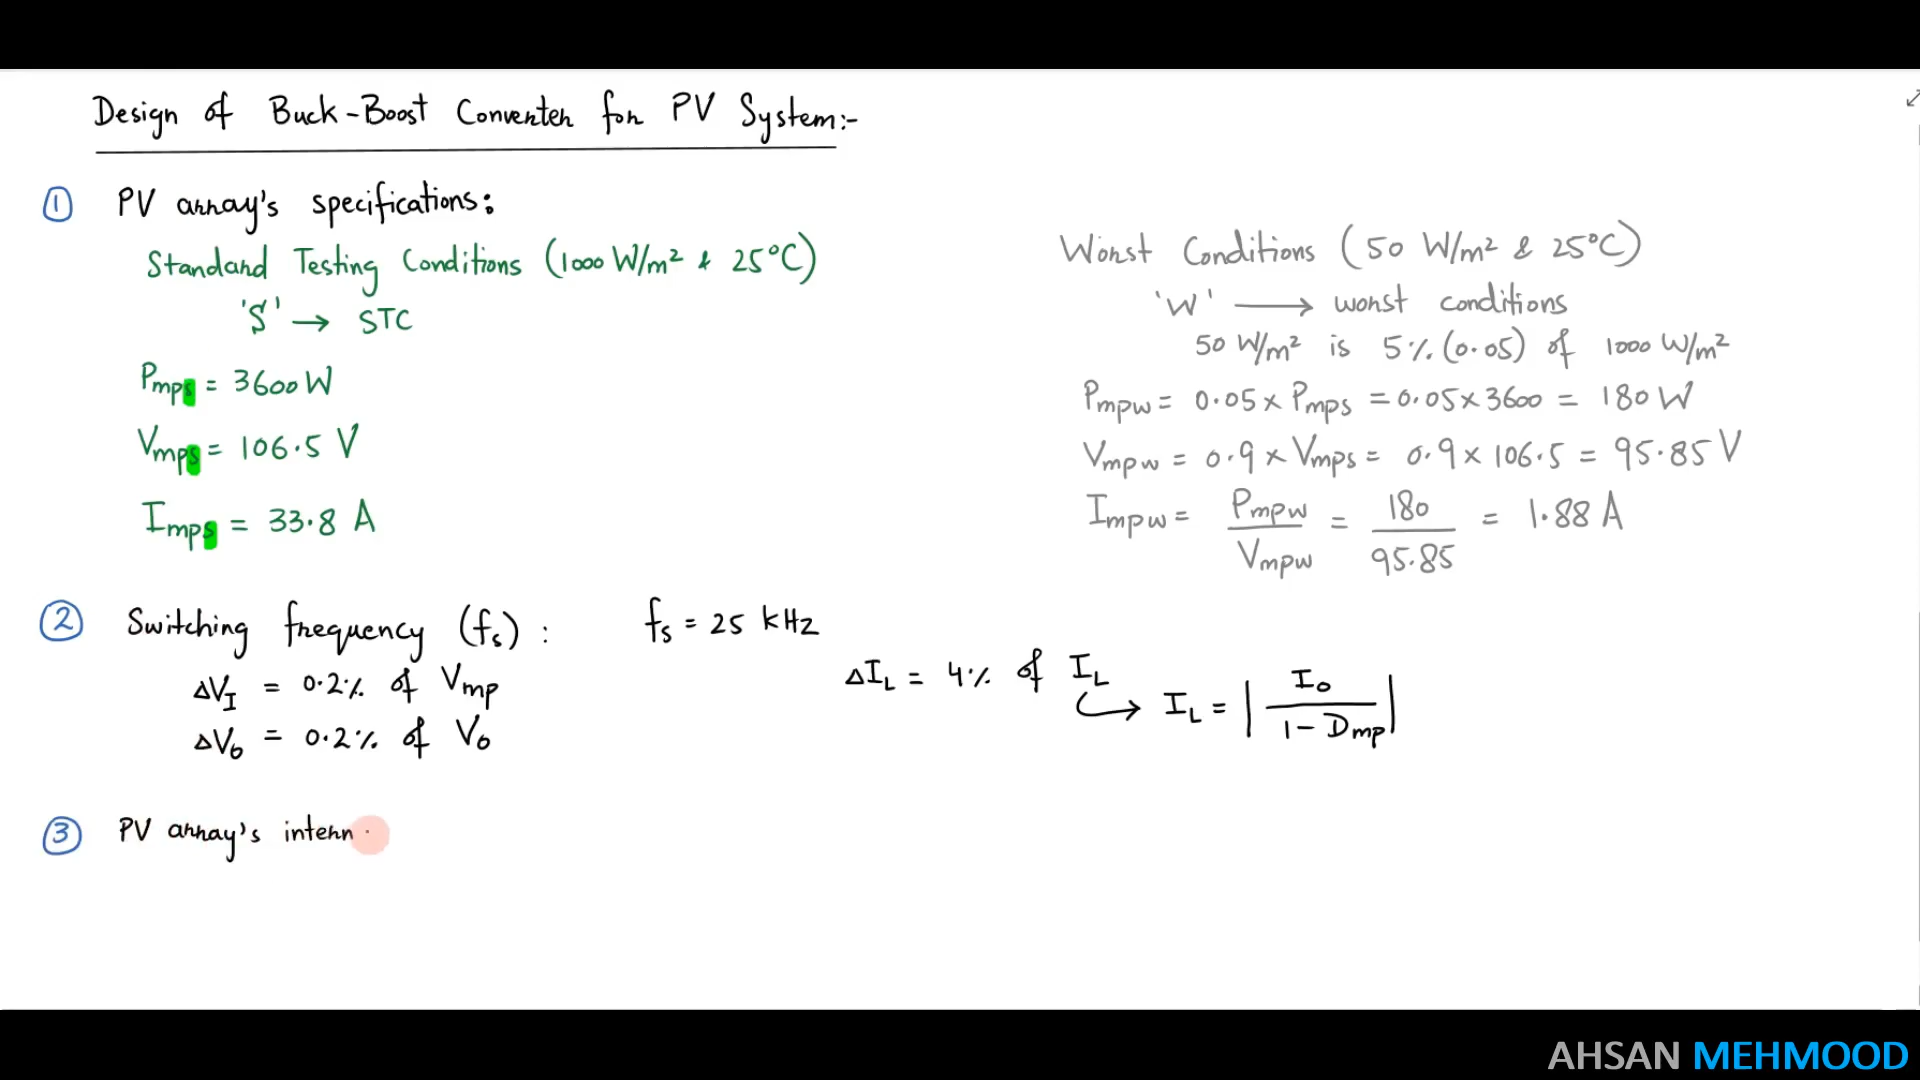 Design of Buck-Boost Converter for PV System:-
① PV array's specifications:
Standard Testing Conditions (1000 W/m² & 25°C)
'S' → STC
Pmps = 3600 W
Vmps = 106.5 V
Imps = 33.8 A
Worst Conditions (50 W/m² & 25°C)
'W' → worst conditions
50 W/m² is 5% (0.05) of 1000 W/m²
Pmpw = 0.05 × Pmps = 0.05 × 3600 = 180 W
Vmpw = 0.9 × Vmps = 0.9 × 106.5 = 95.85 V
Impw = Pmpw / Vmpw = 180 / 95.85 = 1.88 A
② Switching frequency (fs) : fs = 25 kHz
ΔVI = 0.2% of Vmp
ΔVo = 0.2% of Vo
ΔIL = 4% of IL
→ IL = | Io / 1 - Dmp |
③ PV array's intern
AHSAN MEHMOOD